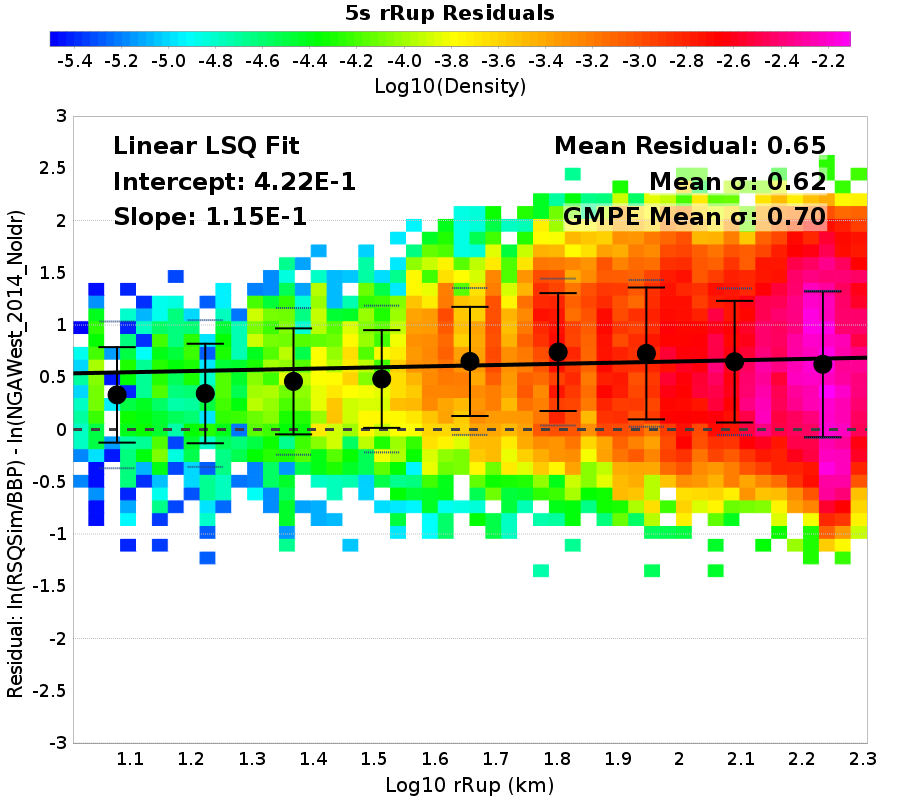 5s rRup Residuals
-5.4 -5.2 -5.0 -4.8 -4.6 -4.4 -4.2 -4.0 -3.8 -3.6 -3.4 -3.2 -3.0 -2.8 -2.6 -2.4 -2.2
Log10(Density)
Linear LSQ Fit
Intercept: 4.22E-1
Slope: 1.15E-1
Mean Residual: 0.65
Mean σ: 0.62
GMPE Mean σ: 0.70
Residual: ln(RSQSim/BBP) - ln(NGAWest_2014_NoIdr)
3
2.5
2
1.5
1
0.5
0
-0.5
-1
-1.5
-2
-2.5
-3
1.1 1.2 1.3 1.4 1.5 1.6 1.7 1.8 1.9 2 2.1 2.2 2.3
Log10 rRup (km)